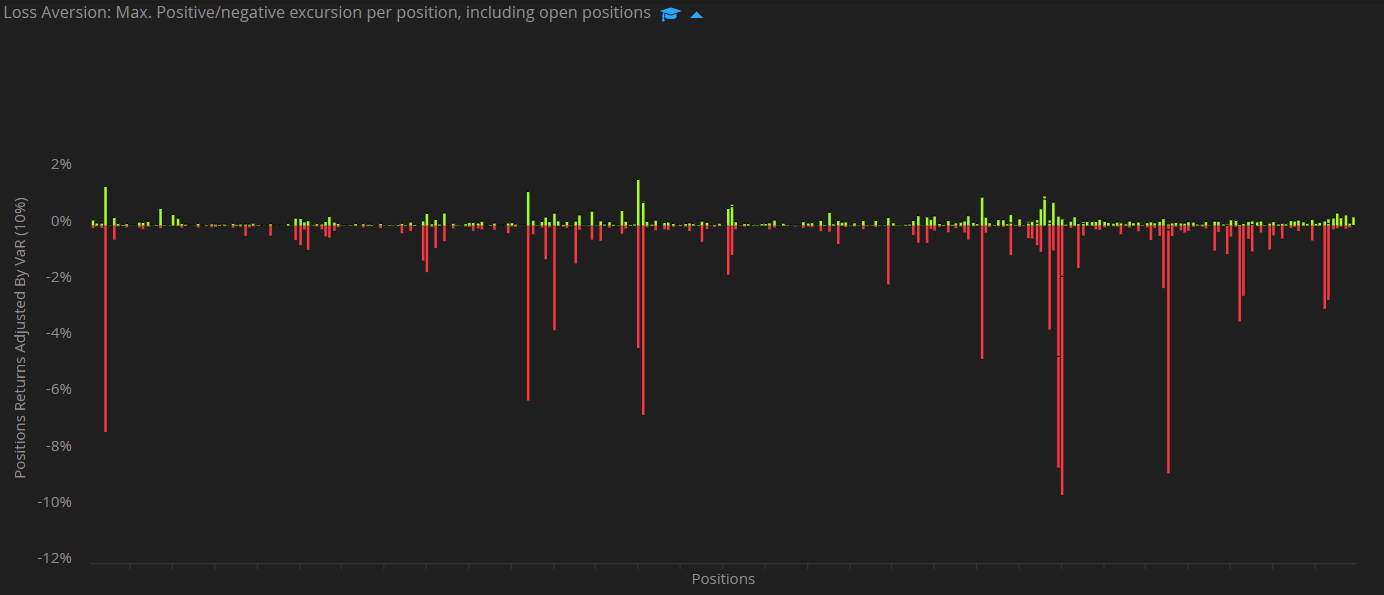 Loss Aversion: Max. Positive/negative excursion per position, including open positions
Positions Returns Adjusted By VaR (10%)
2%
0%
-2%
-4%
-6%
-8%
-10%
-12%
Positions